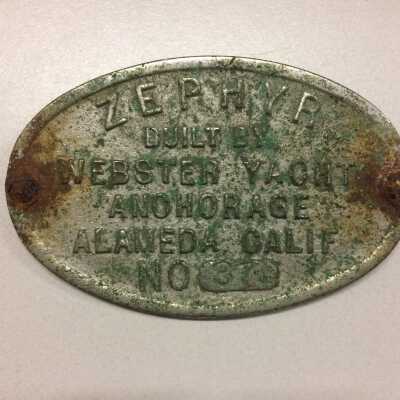 ZEPHYR
BUILT BY
WEBSTER YACHT
ANCHORAGE
ALAMEDA CALIF
NO